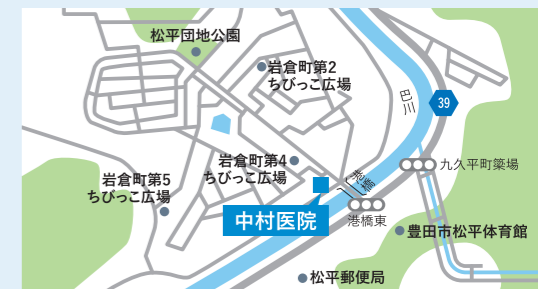 松平団地公園
岩倉町第2
ちびっこ広場
巴川
39
岩倉町第4
ちびっこ広場
港橋
九久平町簗場
岩倉町第5
ちびっこ広場
中村医院
港橋東
豊田市松平体育館
松平郵便局